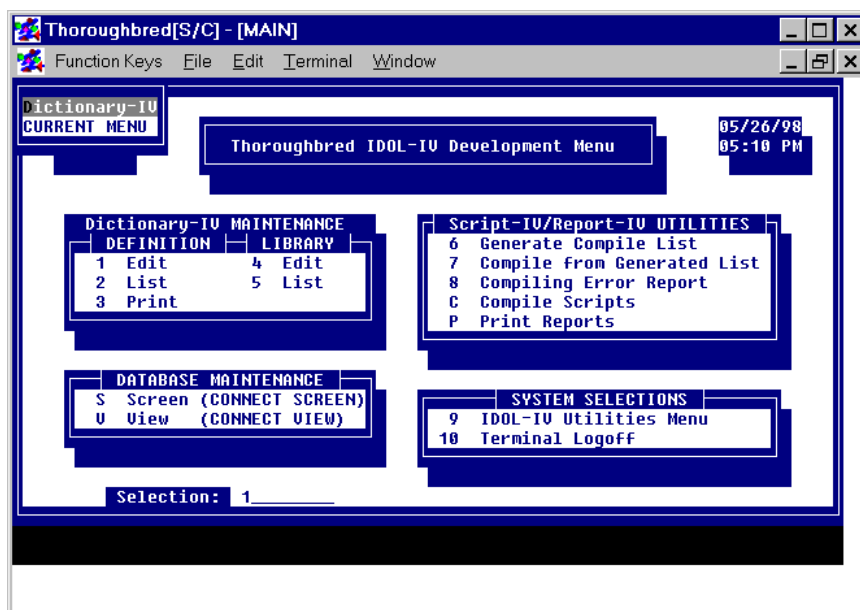 Thoroughbred[S/C] - [MAIN]
Function Keys File Edit Terminal Window
Dictionary-IV
CURRENT MENU
05/26/98
05:10 PM
Thoroughbred IDOL-IV Development Menu
Dictionary-IV MAINTENANCE
DEFINITION LIBRARY
1 Edit 4 Edit
2 List 5 List
3 Print
Script-IV/Report-IV UTILITIES
6 Generate Compile List
7 Compile from Generated List
8 Compiling Error Report
C Compile Scripts
P Print Reports
DATABASE MAINTENANCE
S Screen (CONNECT SCREEN)
V View (CONNECT VIEW)
SYSTEM SELECTIONS
9 IDOL-IV Utilities Menu
10 Terminal Logoff
Selection: 1_________